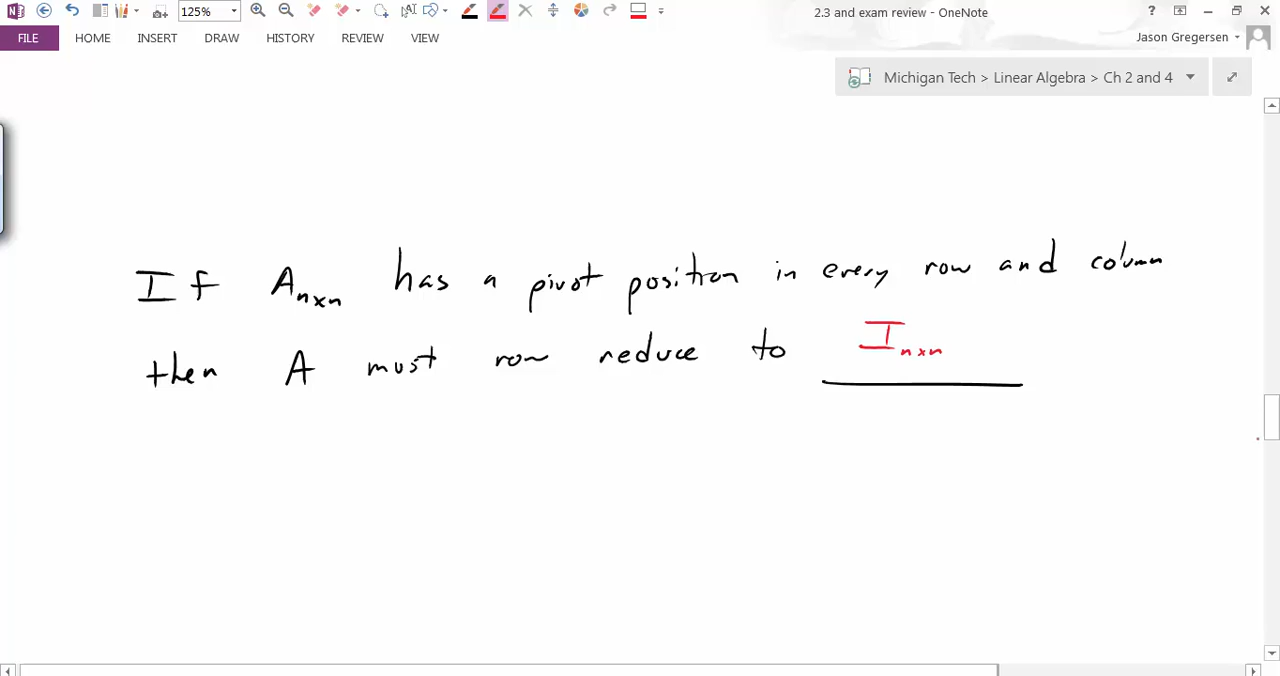 125%
2.3 and exam review - OneNote
?
FILE HOME INSERT DRAW HISTORY REVIEW VIEW
Jason Gregersen
Michigan Tech > Linear Algebra > Ch 2 and 4
If Anxn has a pivot position in every row and column
then A must row reduce to Inxn